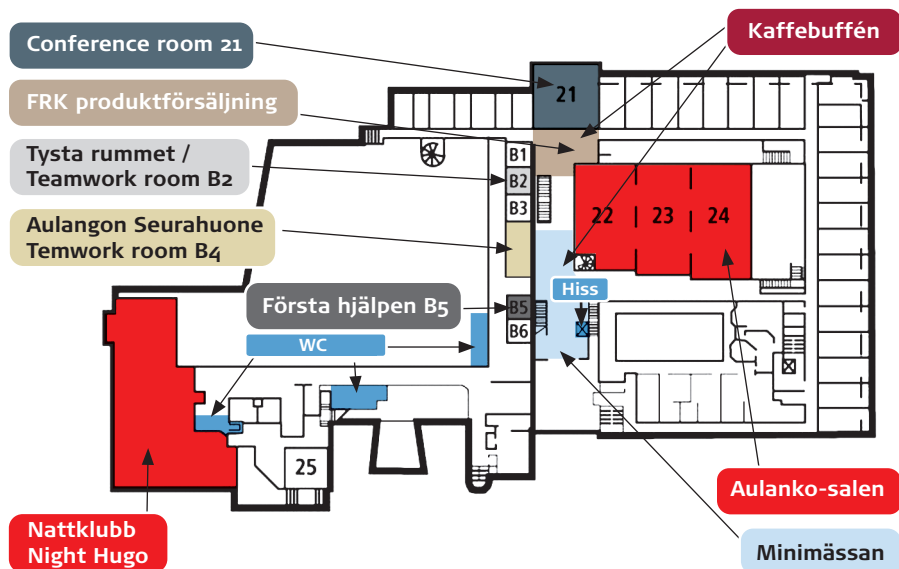 Conference room 21
Kaffebuffén
FRK produktförsäljning
21
Tysta rummet /
Teamwork room B2
B1
B2
B3
22
23
24
Aulangon Seurahuone
Temwork room B4
Hiss
Första hjälpen B5
B5
B6
WC
25
Aulanko-salen
Nattklubb
Night Hugo
Minimässan